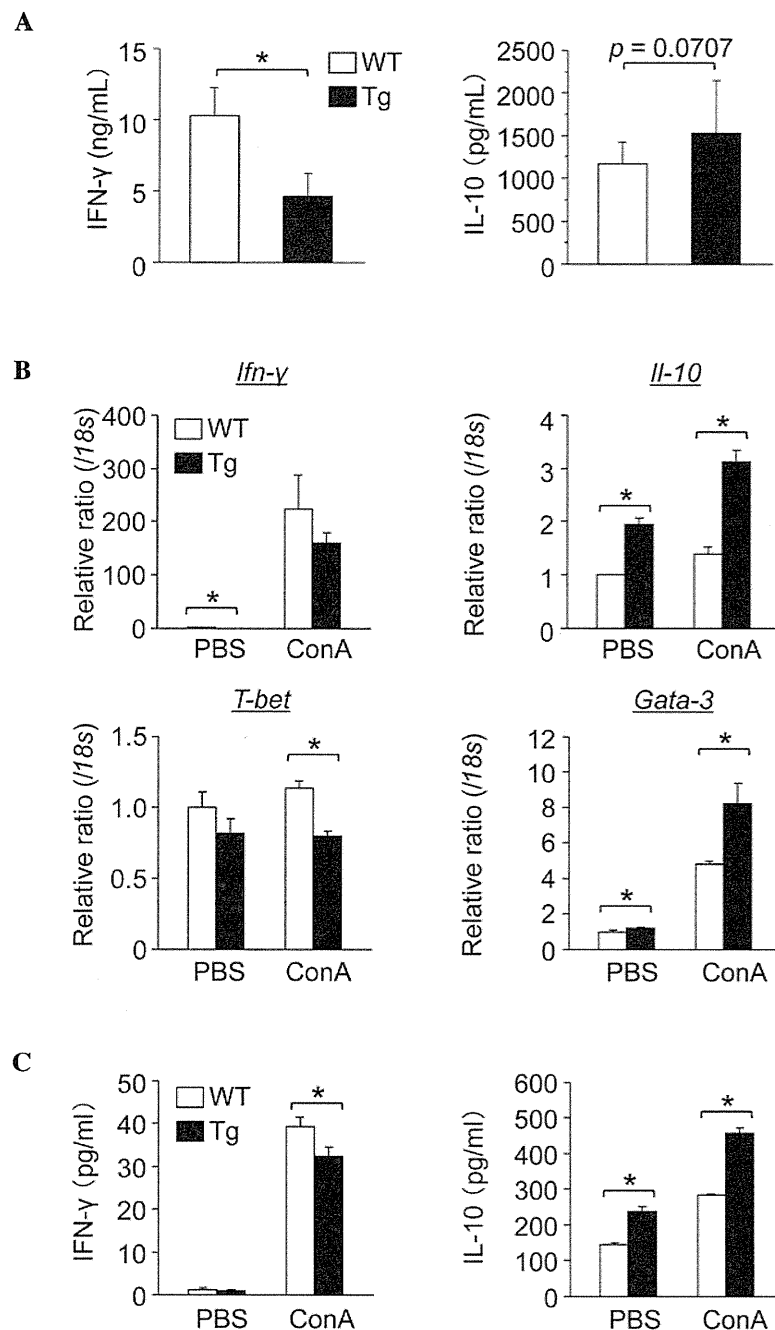 A
IFN-γ (ng/mL)
15
10
5
0
*
WT
Tg
IL-10 (pg/mL)
2500
2000
1500
1000
500
0
p = 0.0707
B
Ifn-γ
Relative ratio (/18s)
400
300
200
100
0
WT
Tg
*
PBS
ConA
Il-10
Relative ratio (/18s)
4
3
2
1
0
*
*
PBS
ConA
T-bet
Relative ratio (/18s)
1.5
1.0
0.5
0
*
PBS
ConA
Gata-3
Relative ratio (/18s)
12
10
8
6
4
2
0
*
*
PBS
ConA
C
IFN-γ (pg/ml)
50
40
30
20
10
0
WT
Tg
*
PBS
ConA
IL-10 (pg/ml)
600
500
400
300
200
100
0
*
*
PBS
ConA